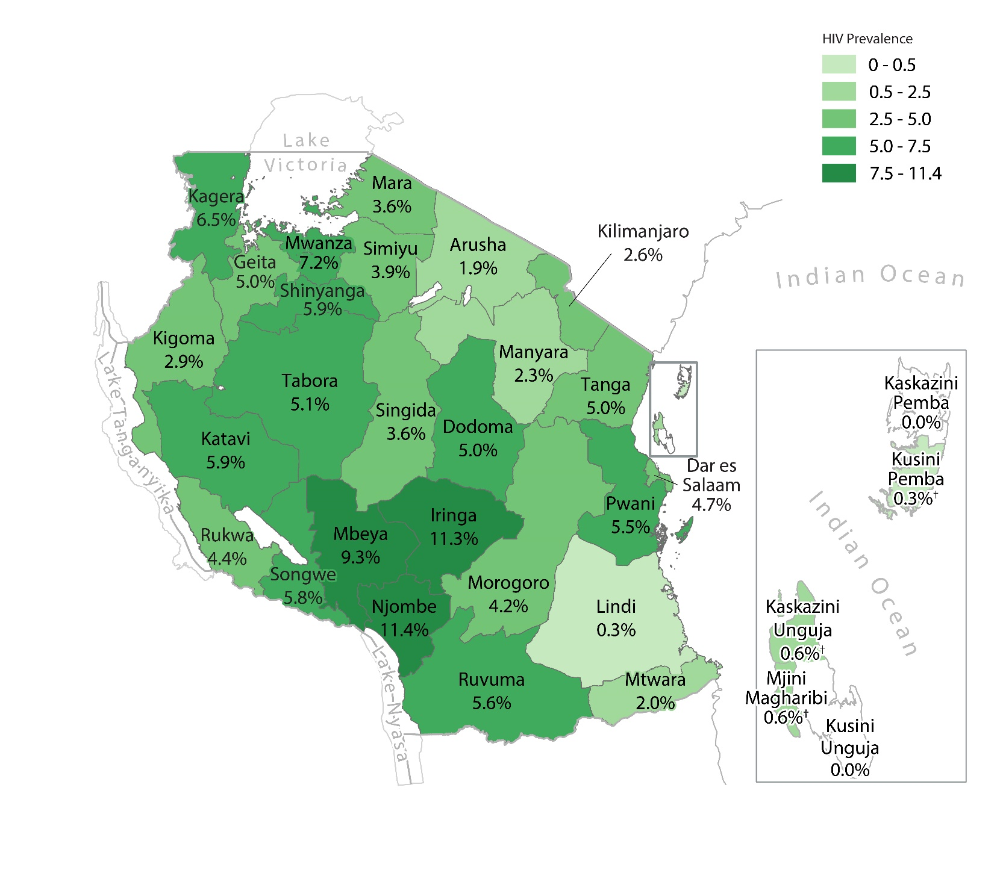 HIV Prevalence
0 - 0.5
0.5 - 2.5
2.5 - 5.0
5.0 - 7.5
7.5 - 11.4
Lake
Victoria
Mara
3.6%
Kagera
6.5%
Kilimanjaro
2.6%
Mwanza
7.2%
Simiyu
3.9%
Arusha
1.9%
Geita
5.0%
Indian Ocean
Shinyanga
5.9%
Kigoma
2.9%
Manyara
2.3%
Tabora
5.1%
Tanga
5.0%
Singida
3.6%
Dodoma
5.0%
Katavi
5.9%
Lake Tanganyika
Dar es
Salaam
4.7%
Pwani
5.5%
Iringa
11.3%
Mbeya
9.3%
Rukwa
4.4%
Songwe
5.8%
Morogoro
4.2%
Njombe
11.4%
Lindi
0.3%
Lake Nyasa
Ruvuma
5.6%
Mtwara
2.0%
Kaskazini
Pemba
0.0%
Kusini
Pemba
0.3%†
Indian Ocean
Kaskazini
Unguja
0.6%†
Mjini
Magharibi
0.6%†
Kusini
Unguja
0.0%